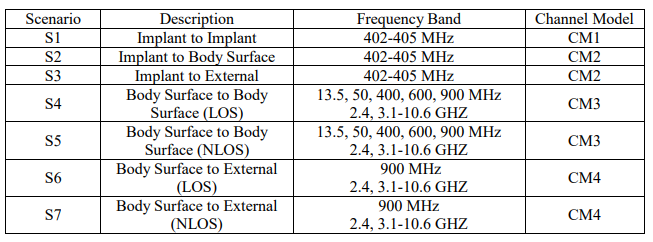 Scenario Description Frequency Band Channel Model
S1 Implant to Implant 402-405 MHz CM1
S2 Implant to Body Surface 402-405 MHz CM2
S3 Implant to External 402-405 MHz CM2
S4 Body Surface to Body Surface (LOS) 13.5, 50, 400, 600, 900 MHz 2.4, 3.1-10.6 GHZ CM3
S5 Body Surface to Body Surface (NLOS) 13.5, 50, 400, 600, 900 MHz 2.4, 3.1-10.6 GHZ CM3
S6 Body Surface to External (LOS) 900 MHz 2.4, 3.1-10.6 GHZ CM4
S7 Body Surface to External (NLOS) 900 MHz 2.4, 3.1-10.6 GHZ CM4